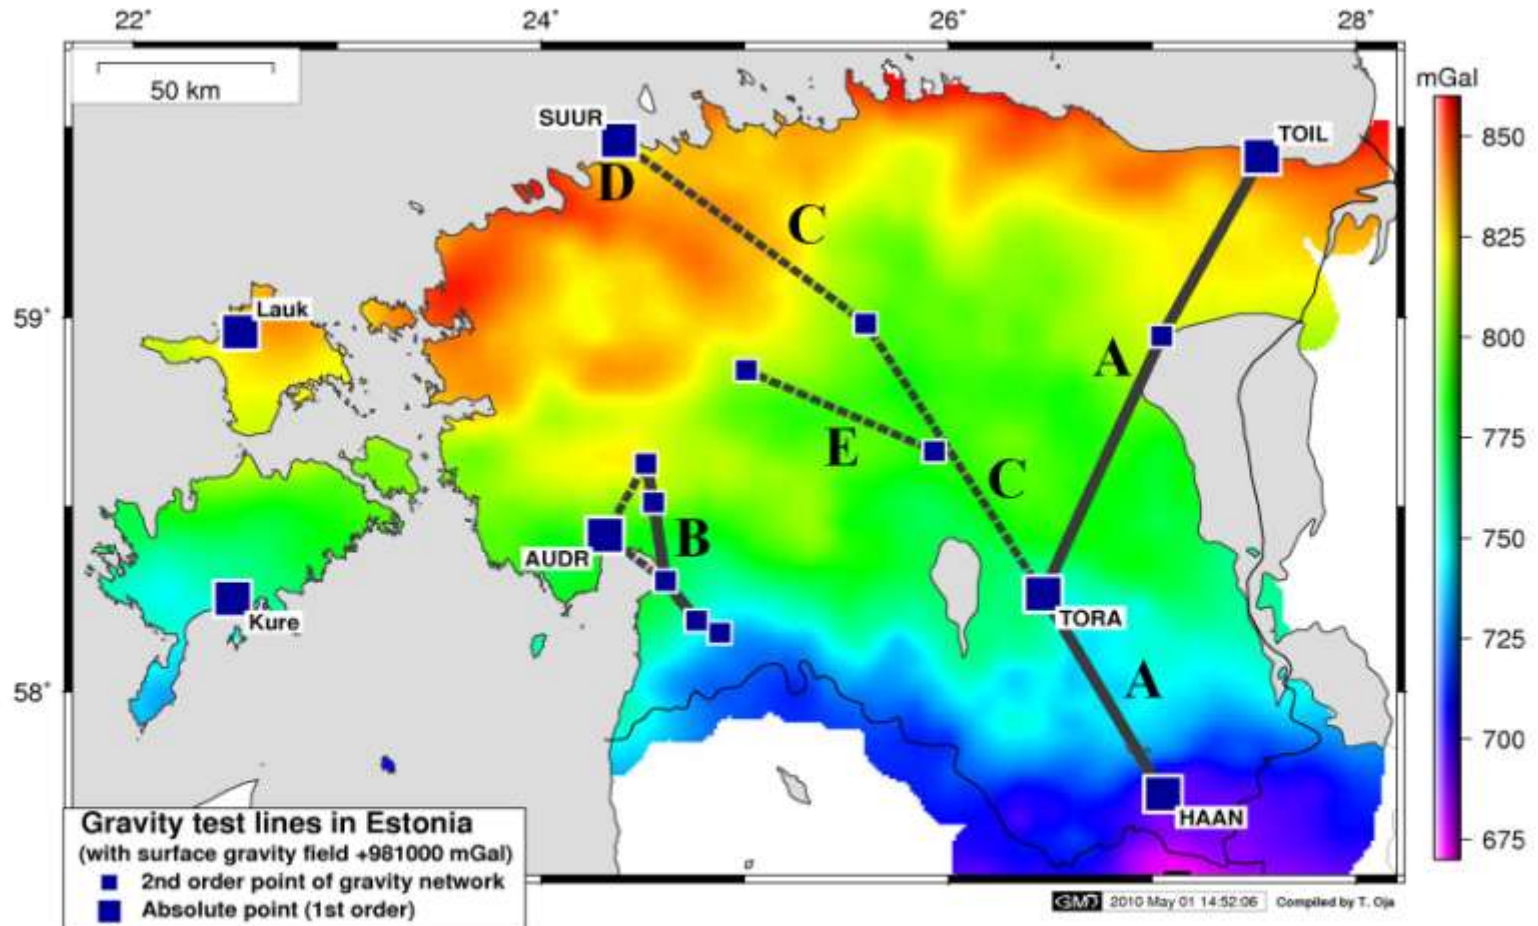 22° 24° 26° 28°
mGal
50 km
SUUR
TOIL
850
D
C
825
Lauk
59°
800
A
E
775
C
B
AUDR
750
Kure
TORA
725
A
58°
700
HAAN
Gravity test lines in Estonia
(with surface gravity field +981000 mGal)
675
2nd order point of gravity network
Absolute point (1st order)
GMT 2010 May 01 14:52:06 Compiled by T. Oja